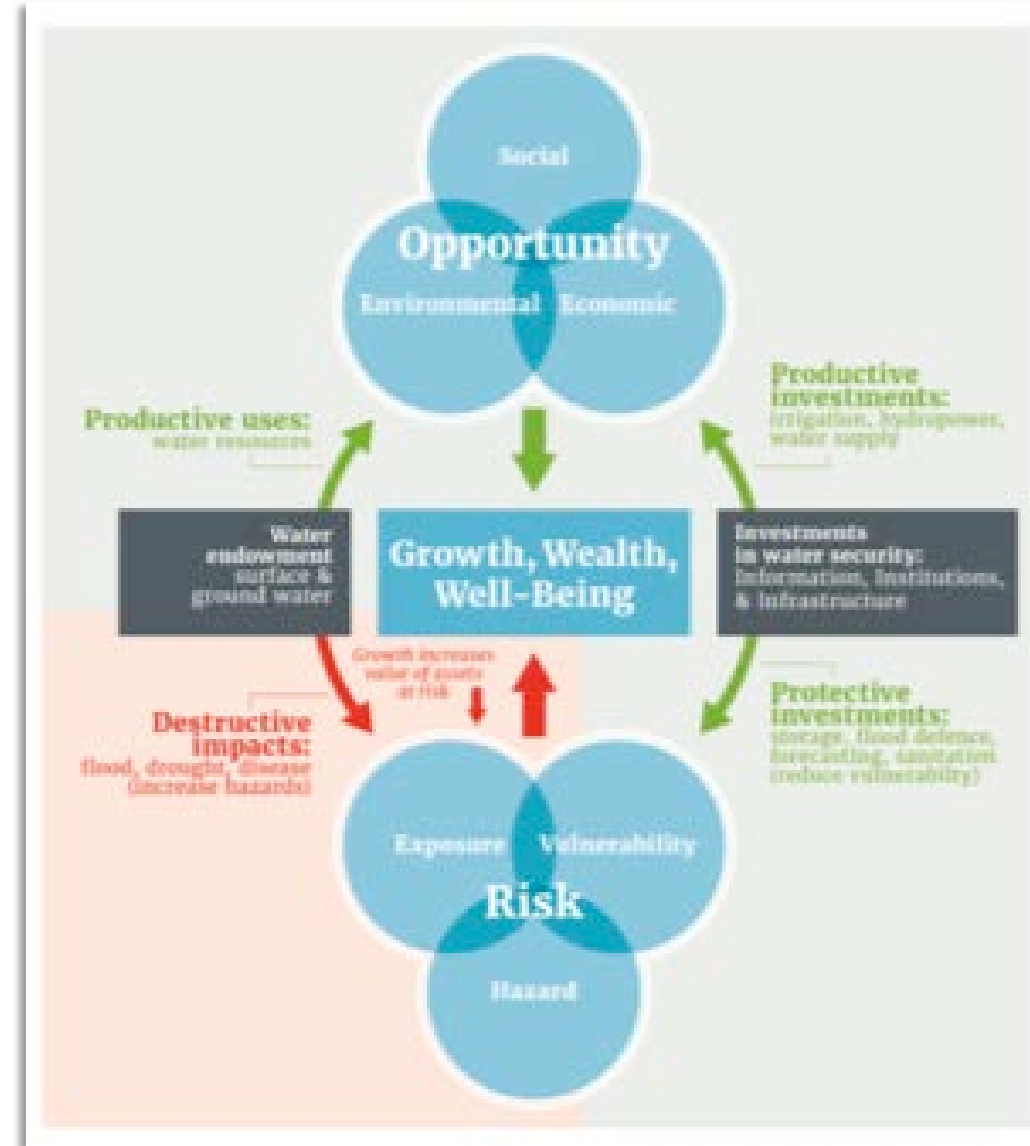 Social
Opportunity
Environmental Economic
Productive
investments:
irrigation, hydropower,
water supply
Productive uses:
water resources
Water
endowment
surface &
ground water
Growth, Wealth,
Well-Being
Investments
in water security:
Information, Institutions,
& Infrastructure
Growth increases
value of assets
at risk
Destructive
impacts:
flood, drought, disease
(increase hazards)
Protective
investments:
storage, flood defence,
forecasting, sanitation
(reduce vulnerabilty)
Exposure Vulnerability
Risk
Hazard